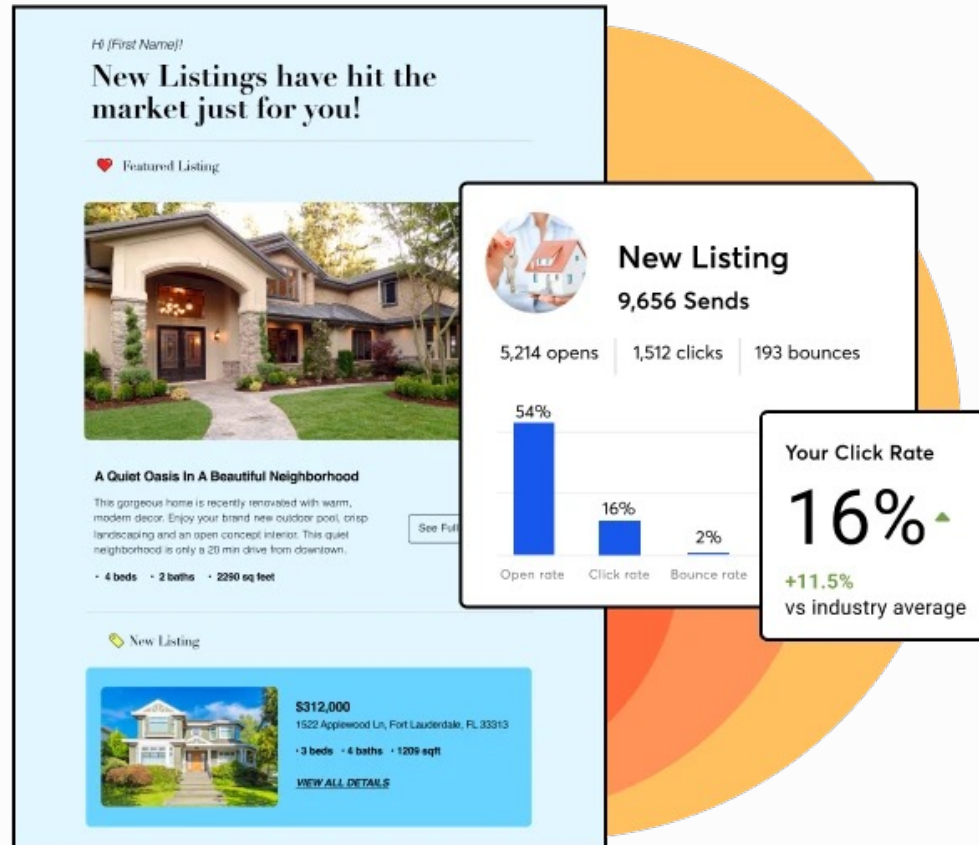 Hi [First Name]!
New Listings have hit the
market just for you!
Featured Listing
A Quiet Oasis In A Beautiful Neighborhood
This gorgeous home is recently renovated with warm,
modern decor. Enjoy your brand new outdoor pool, crisp
landscaping and an open concept interior. This quiet
neighborhood is only a 20 min drive from downtown.
See Full
• 4 beds • 2 baths • 2290 sq feet
New Listing
$312,000
1522 Applewood Ln, Fort Lauderdale, FL 33313
• 3 beds • 4 baths • 1209 sqft
VIEW ALL DETAILS
New Listing
9,656 Sends
5,214 opens 1,512 clicks 193 bounces
54%
16%
2%
Open rate Click rate Bounce rate
Your Click Rate
16%
+11.5%
vs industry average